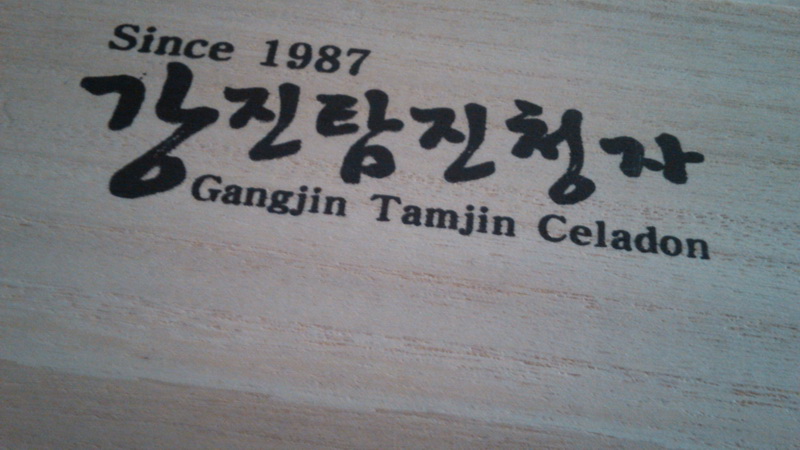 Since 1987
강진탐진청자
Gangjin Tamjin Celadon